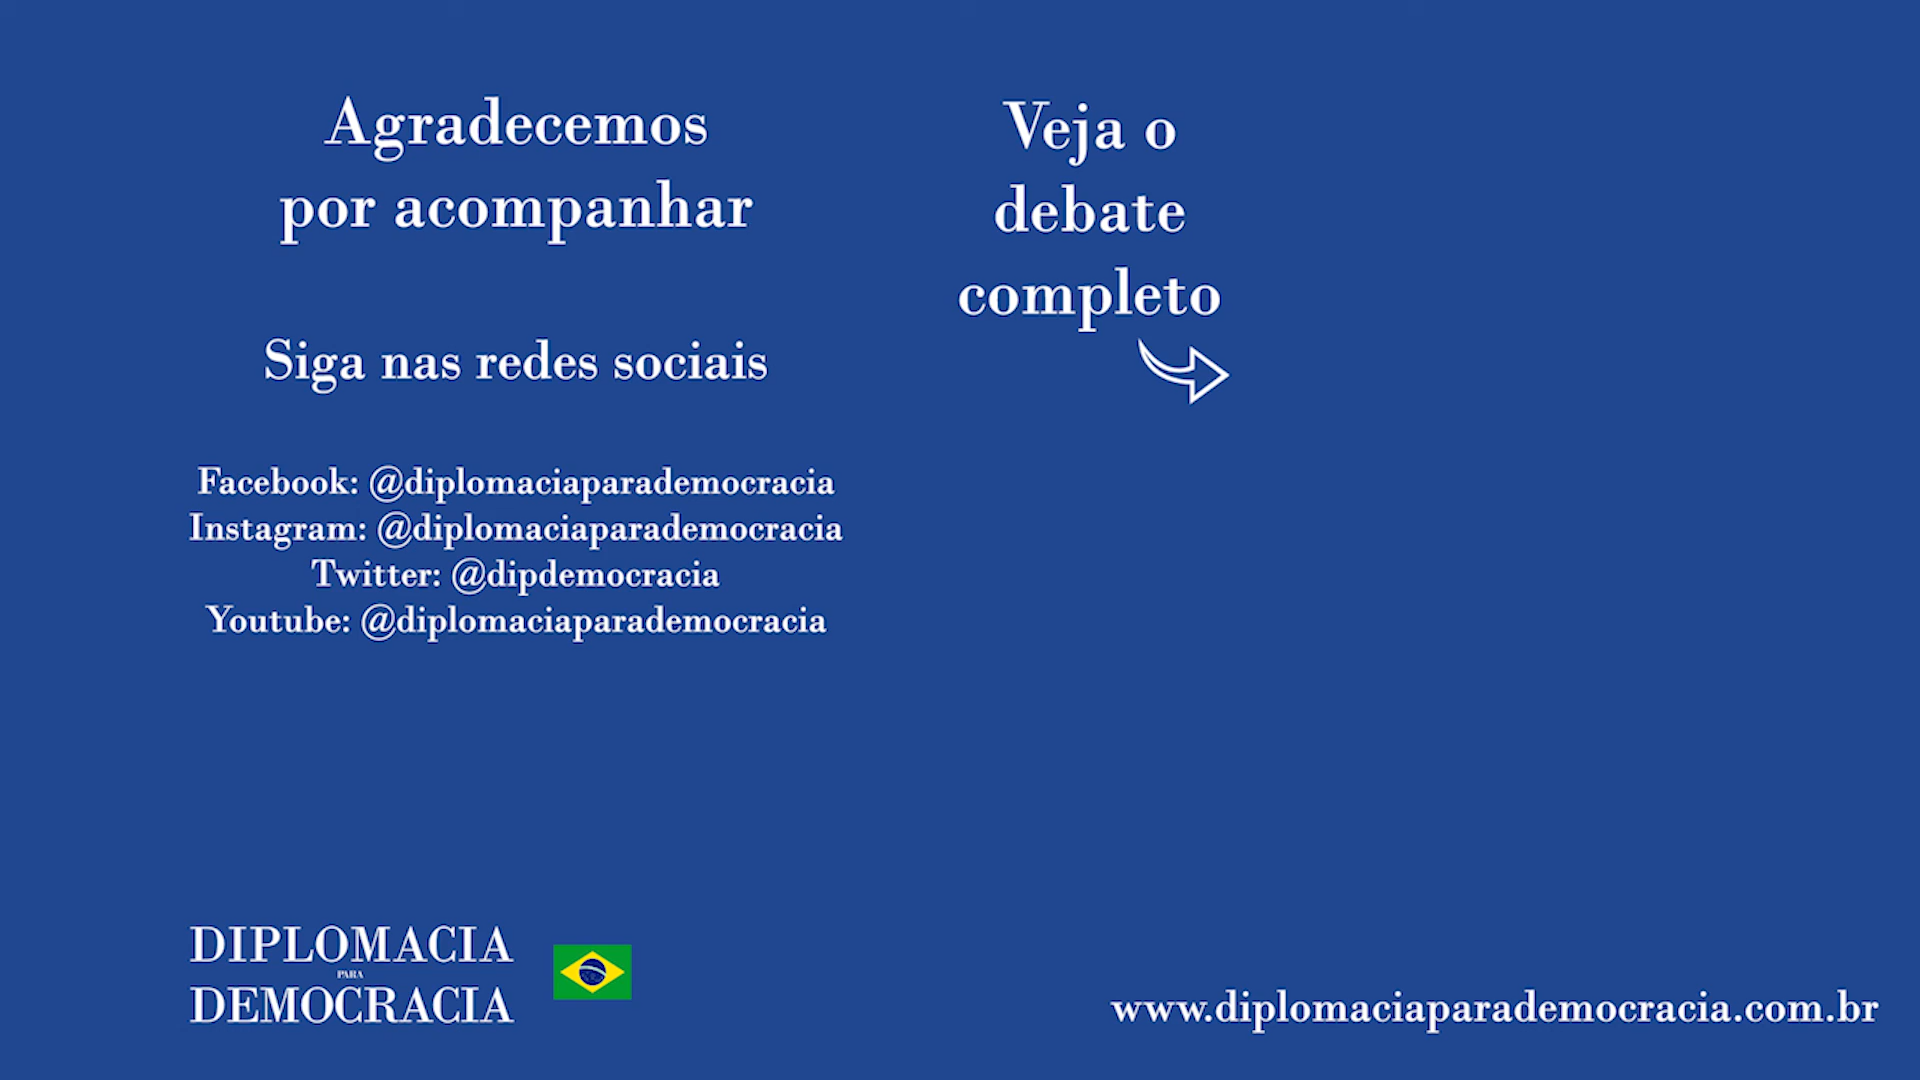 Agradecemos
por acompanhar
Siga nas redes sociais
Facebook: @diplomaciaparademocracia
Instagram: @diplomaciaparademocracia
Twitter: @dipdemocracia
Youtube: @diplomaciaparademocracia
Veja o
debate
completo
DIPLOMACIA
PARA
DEMOCRACIA
www.diplomaciaparademocracia.com.br